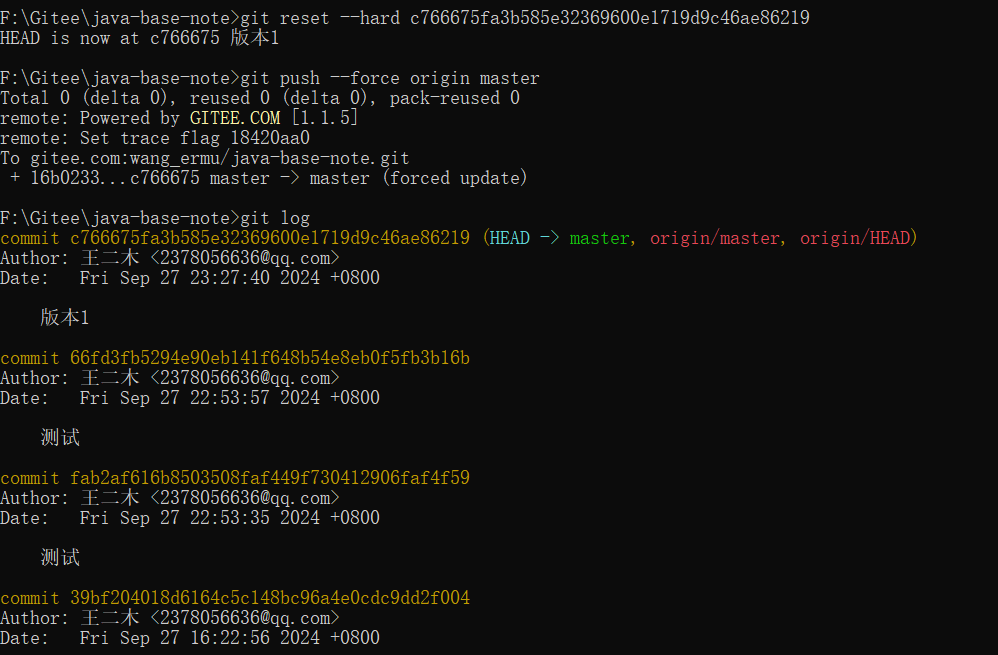 F:\Gitee\java-base-note>git reset --hard c766675fa3b585e32369600e1719d9c46ae86219
HEAD is now at c766675 版本1
F:\Gitee\java-base-note>git push --force origin master
Total 0 (delta 0), reused 0 (delta 0), pack-reused 0
remote: Powered by GITEE.COM [1.1.5]
remote: Set trace flag 18420aa0
To gitee.com:wang_ermu/java-base-note.git
 + 16b0233...c766675 master -> master (forced update)
F:\Gitee\java-base-note>git log
commit c766675fa3b585e32369600e1719d9c46ae86219 (HEAD -> master, origin/master, origin/HEAD)
Author: 王二木 <2378056636@qq.com>
Date:   Fri Sep 27 23:27:40 2024 +0800
    版本1
commit 66fd3fb5294e90eb141f648b54e8eb0f5fb3b16b
Author: 王二木 <2378056636@qq.com>
Date:   Fri Sep 27 22:53:57 2024 +0800
    测试
commit fab2af616b8503508faf449f730412906faf4f59
Author: 王二木 <2378056636@qq.com>
Date:   Fri Sep 27 22:53:35 2024 +0800
    测试
commit 39bf204018d6164c5c148bc96a4e0cdc9dd2f004
Author: 王二木 <2378056636@qq.com>
Date:   Fri Sep 27 16:22:56 2024 +0800